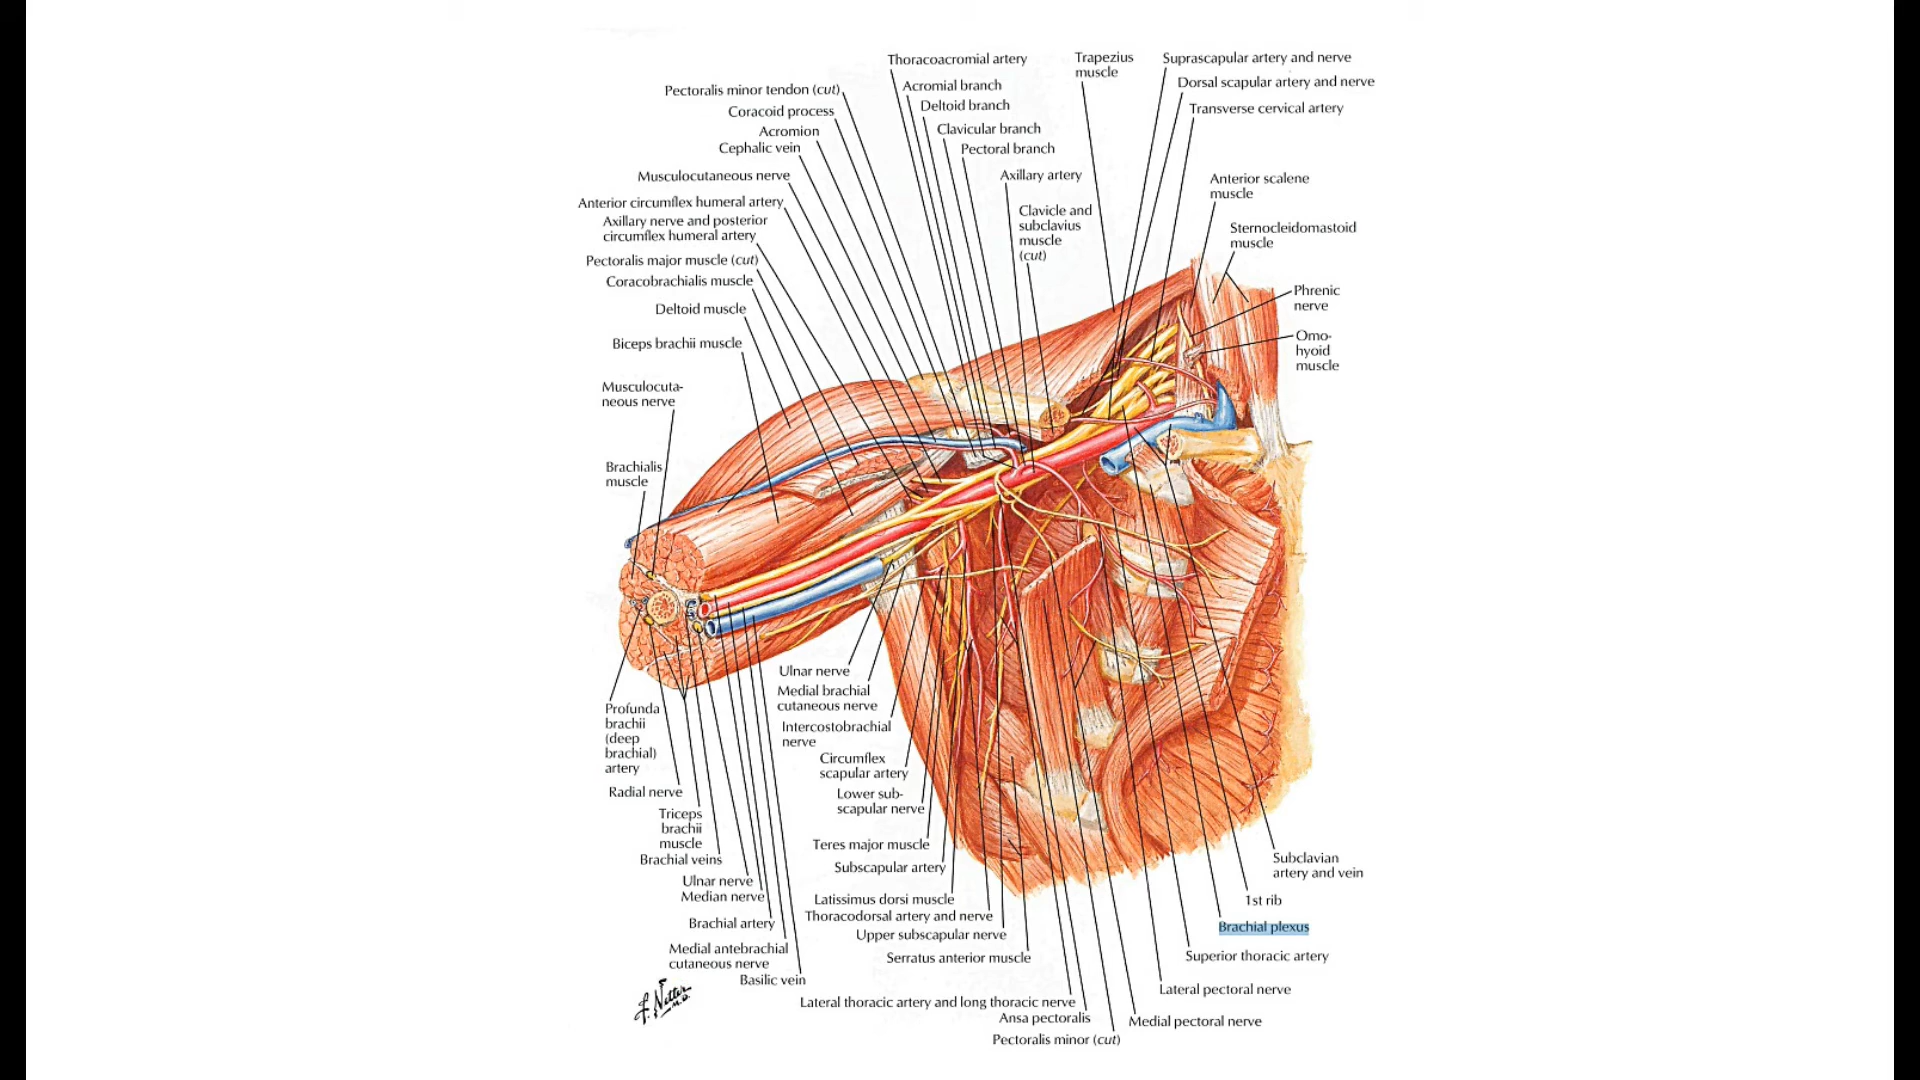 Thoracoacromial artery
Acromial branch
Deltoid branch
Clavicular branch
Pectoral branch
Axillary artery
Clavicle and
subclavius
muscle
(cut)
Trapezius
muscle
Suprascapular artery and nerve
Dorsal scapular artery and nerve
Transverse cervical artery
Anterior scalene
muscle
Sternocleidomastoid
muscle
Phrenic
nerve
Omo-
hyoid
muscle
Pectoralis minor tendon (cut)
Coracoid process
Acromion
Cephalic vein
Musculocutaneous nerve
Anterior circumflex humeral artery
Axillary nerve and posterior
circumflex humeral artery
Pectoralis major muscle (cut)
Coracobrachialis muscle
Deltoid muscle
Biceps brachii muscle
Musculocuta-
neous nerve
Brachialis
muscle
Profunda
brachii
(deep
brachial)
artery
Radial nerve
Triceps
brachii
muscle
Brachial veins
Ulnar nerve
Median nerve
Brachial artery
Medial antebrachial
cutaneous nerve
Basilic vein
Ulnar nerve
Medial brachial
cutaneous nerve
Intercostobrachial
nerve
Circumflex
scapular artery
Lower sub-
scapular nerve
Teres major muscle
Subscapular artery
Latissimus dorsi muscle
Thoracodorsal artery and nerve
Upper subscapular nerve
Serratus anterior muscle
Lateral thoracic artery and long thoracic nerve
Ansa pectoralis
Pectoralis minor (cut)
Medial pectoral nerve
Lateral pectoral nerve
Superior thoracic artery
Brachial plexus
1st rib
Subclavian
artery and vein
F. Netter
M.D.